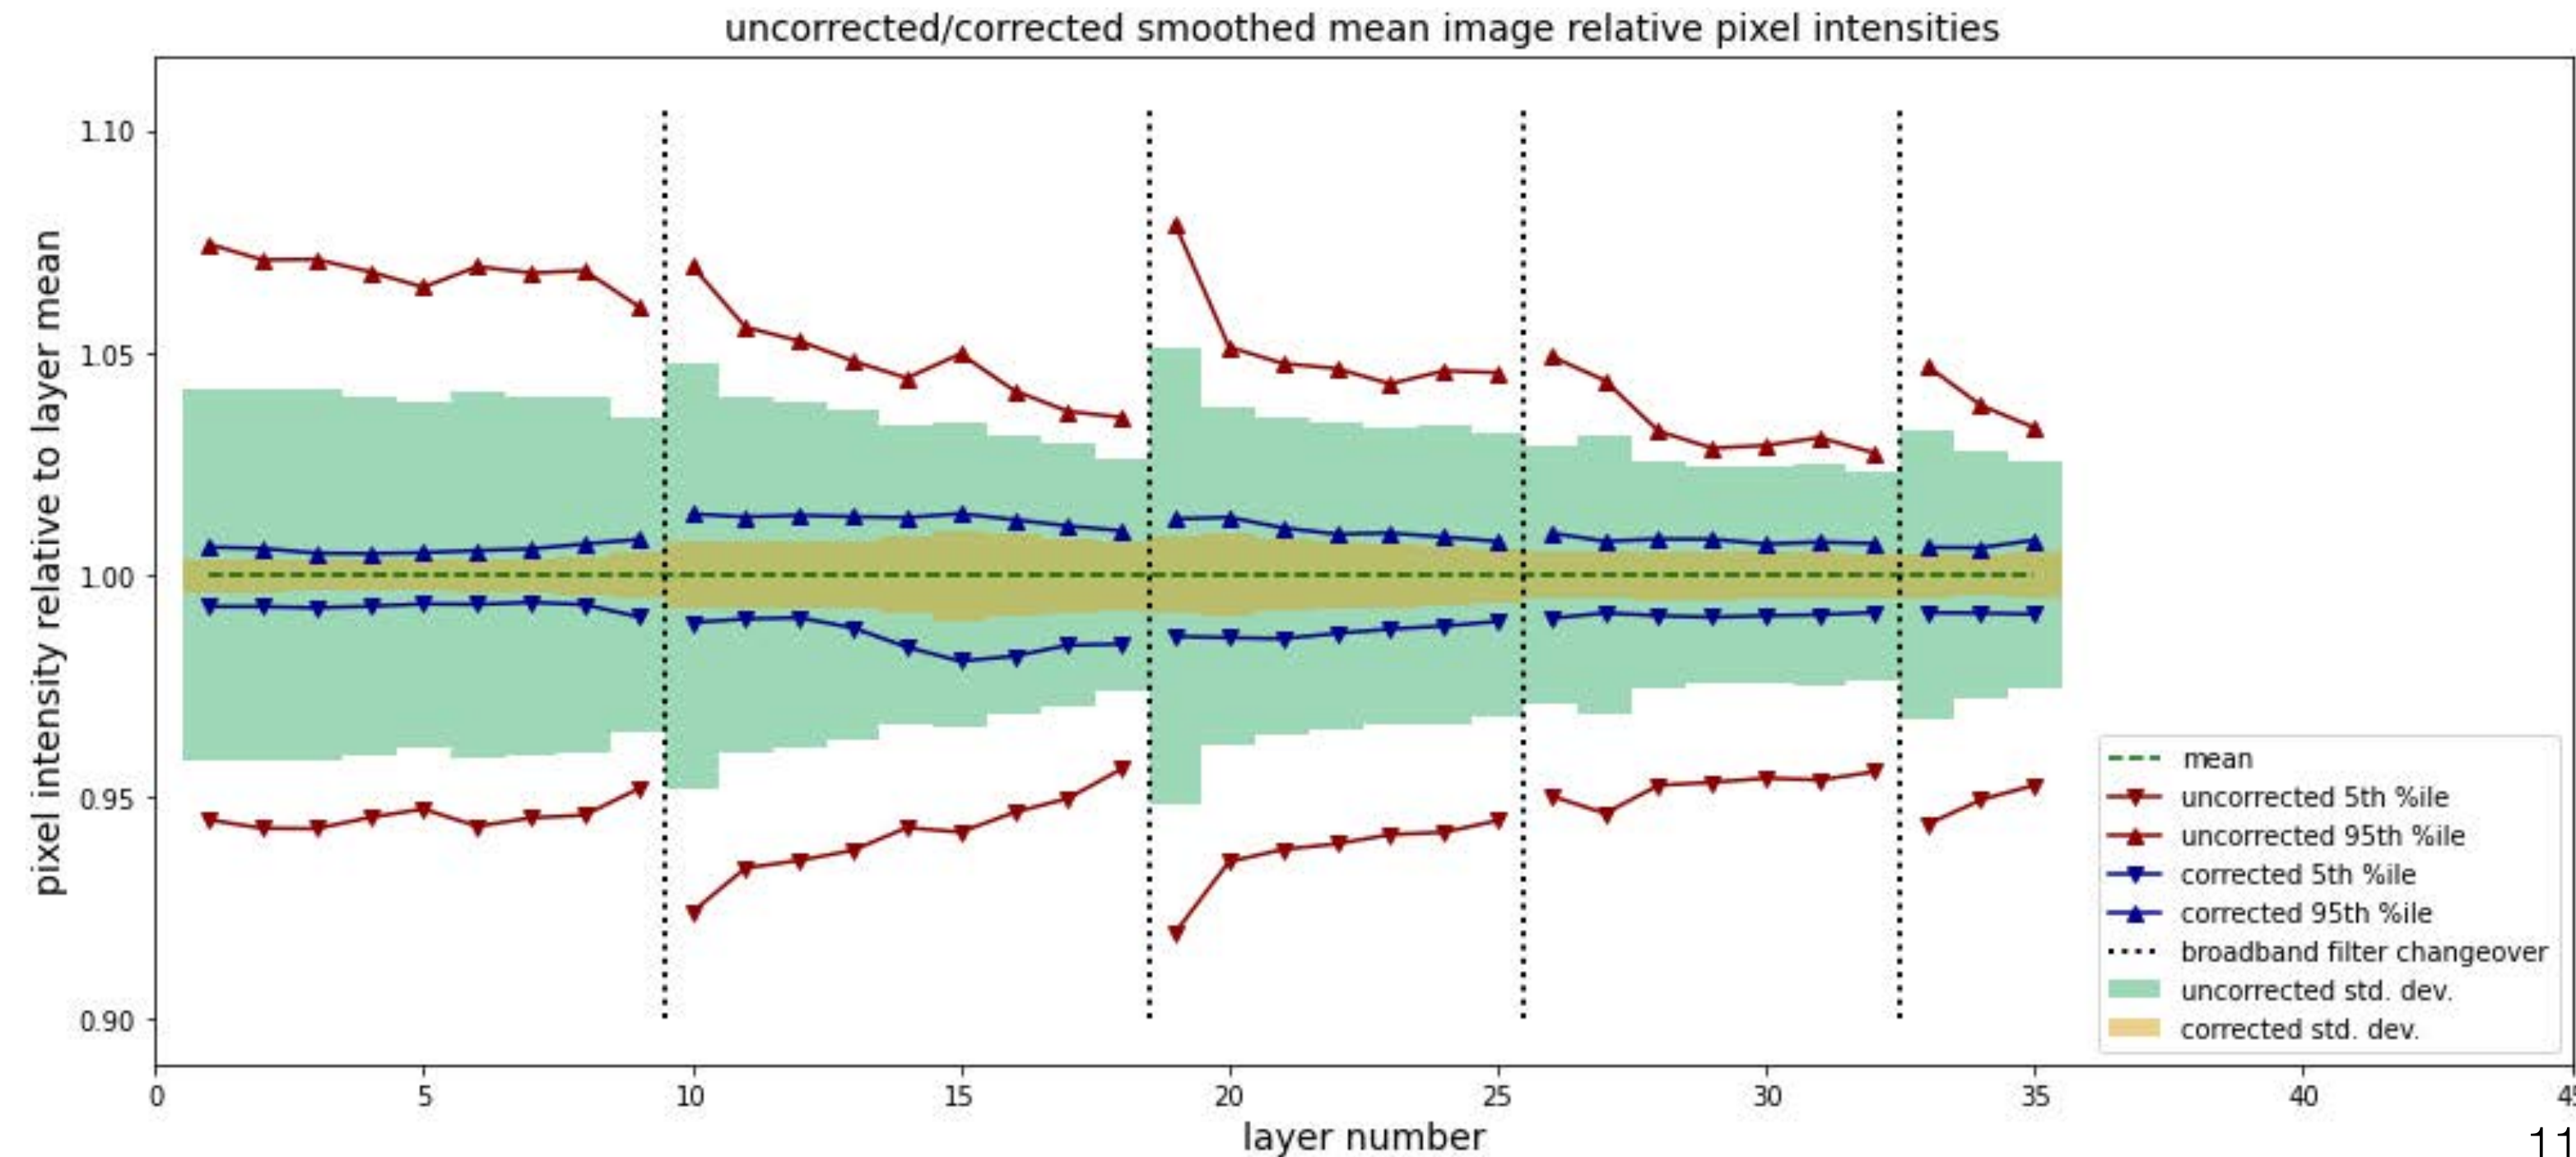 uncorrected/corrected smoothed mean image relative pixel intensities
pixel intensity relative to layer mean
1.10
1.05
1.00
0.95
0.90
mean
uncorrected 5th %ile
uncorrected 95th %ile
corrected 5th %ile
corrected 95th %ile
broadband filter changeover
uncorrected std. dev.
corrected std. dev.
0 5 10 15 20 25 30 35 40 45
layer number
11